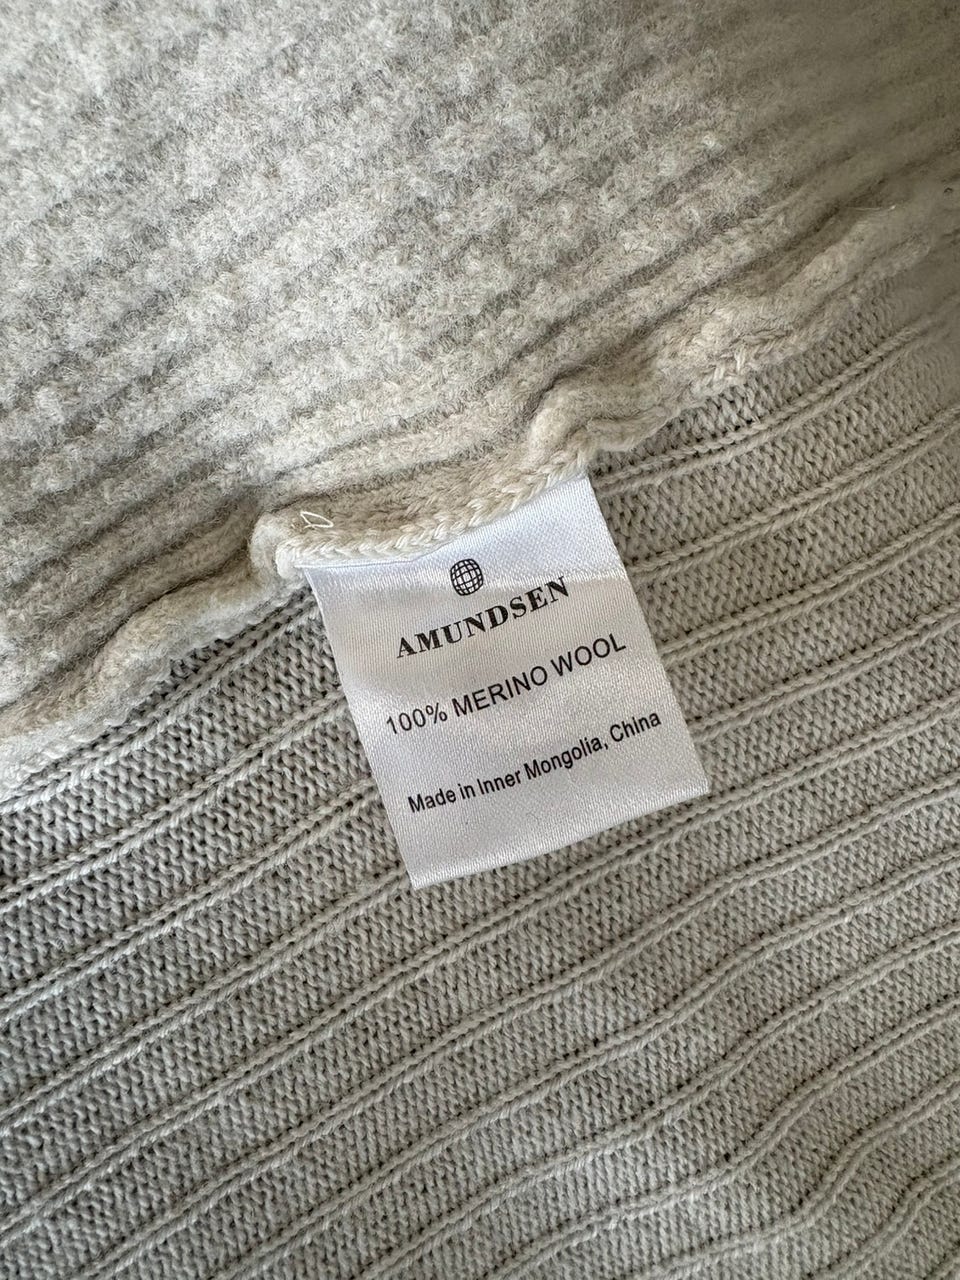 AMUNDSEN
100% MERINO WOOL
Made in Inner Mongolia, China